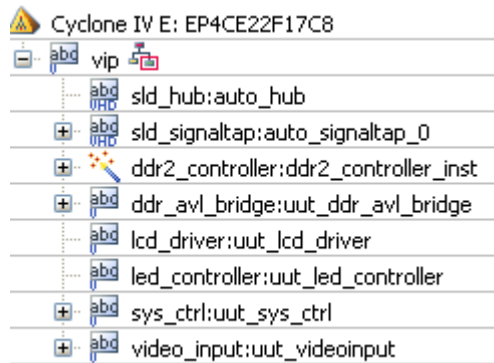 Cyclone IV E: EP4CE22F17C8
vip
sld_hub:auto_hub
sld_signaltap:auto_signaltap_0
ddr2_controller:ddr2_controller_inst
ddr_avl_bridge:uut_ddr_avl_bridge
lcd_driver:uut_lcd_driver
led_controller:uut_led_controller
sys_ctrl:uut_sys_ctrl
video_input:uut_videoinput